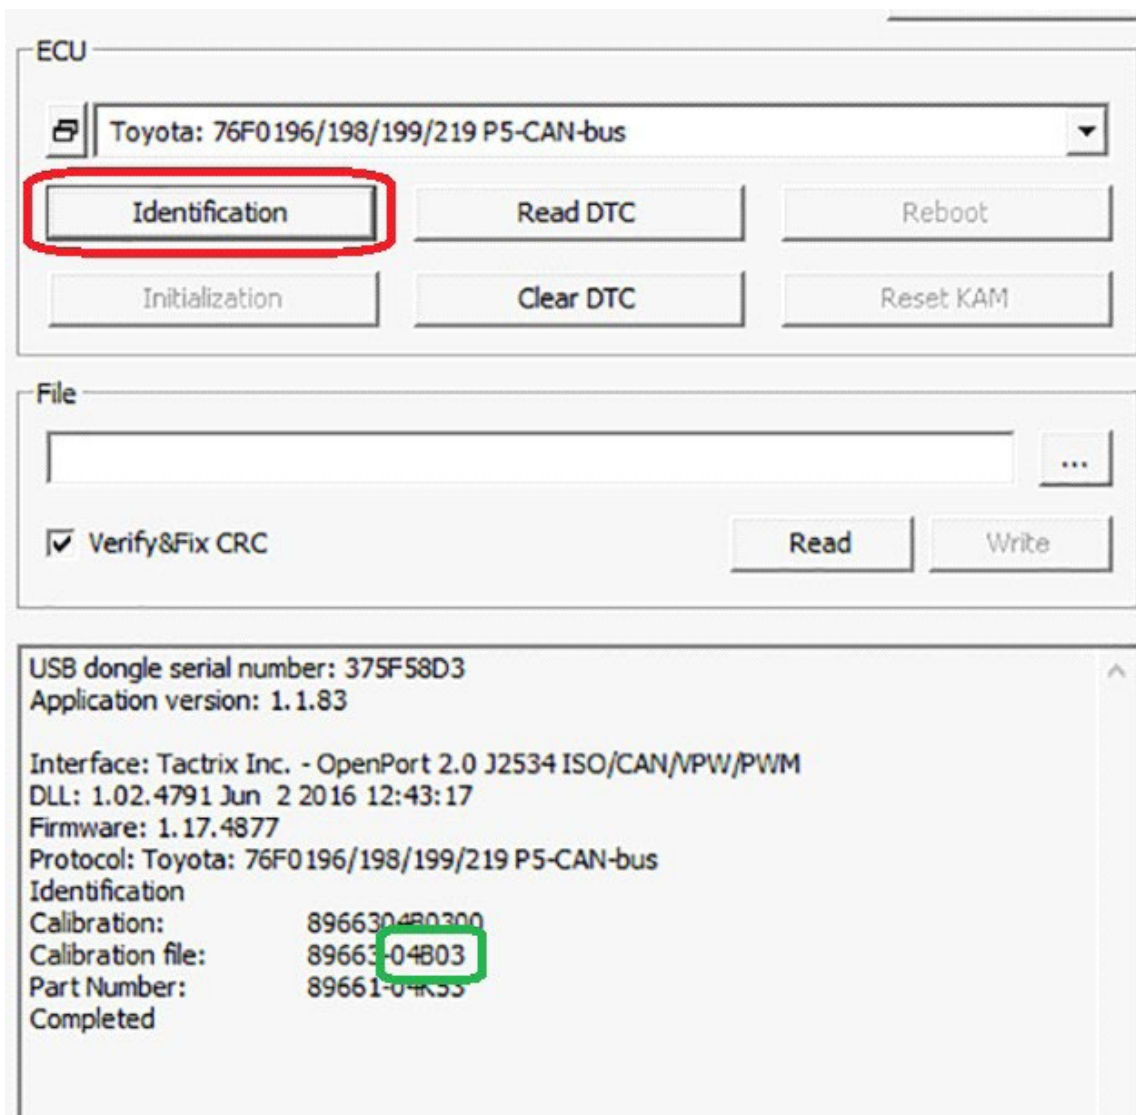 ECU
Toyota: 76F0196/198/199/219 P5-CAN-bus
Identification Read DTC Reboot
Initialization Clear DTC Reset KAM
File
...
Verify&Fix CRC Read Write
USB dongle serial number: 375F58D3
Application version: 1.1.83
Interface: Tactrix Inc. - OpenPort 2.0 J2534 ISO/CAN/VPW/PWM
DLL: 1.02.4791 Jun 2 2016 12:43:17
Firmware: 1.17.4877
Protocol: Toyota: 76F0196/198/199/219 P5-CAN-bus
Identification
Calibration: 8966304B0300
Calibration file: 89663-04B03
Part Number: 89661-04K53
Completed